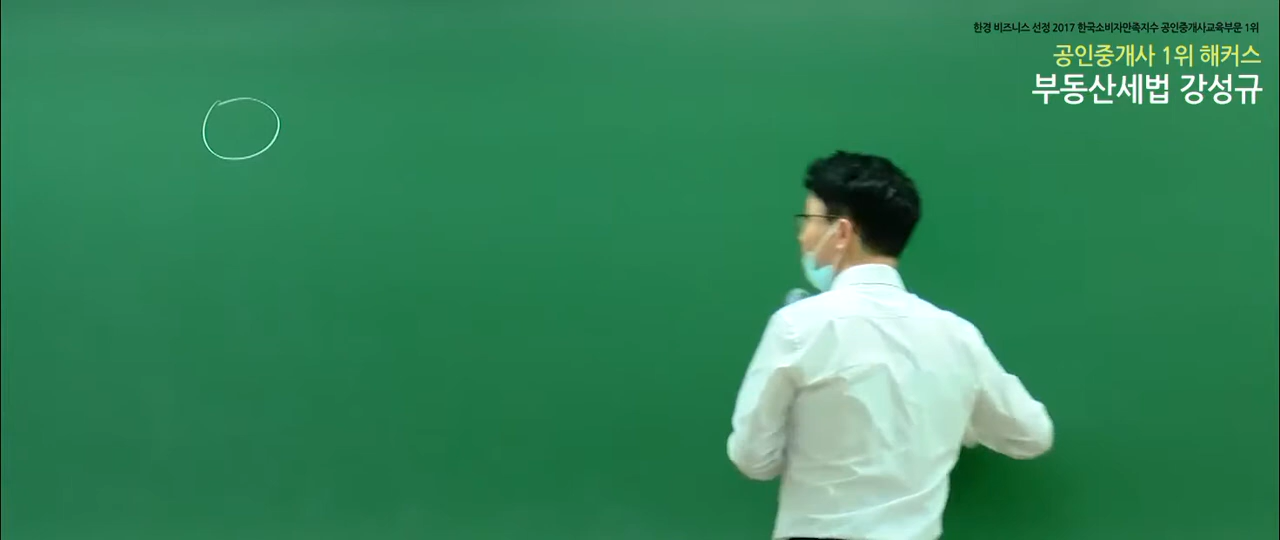 한경 비즈니스 선정 2017 한국소비자만족지수 공인중개사교육부문 1위
공인중개사 1위 해커스
부동산세법 강성규